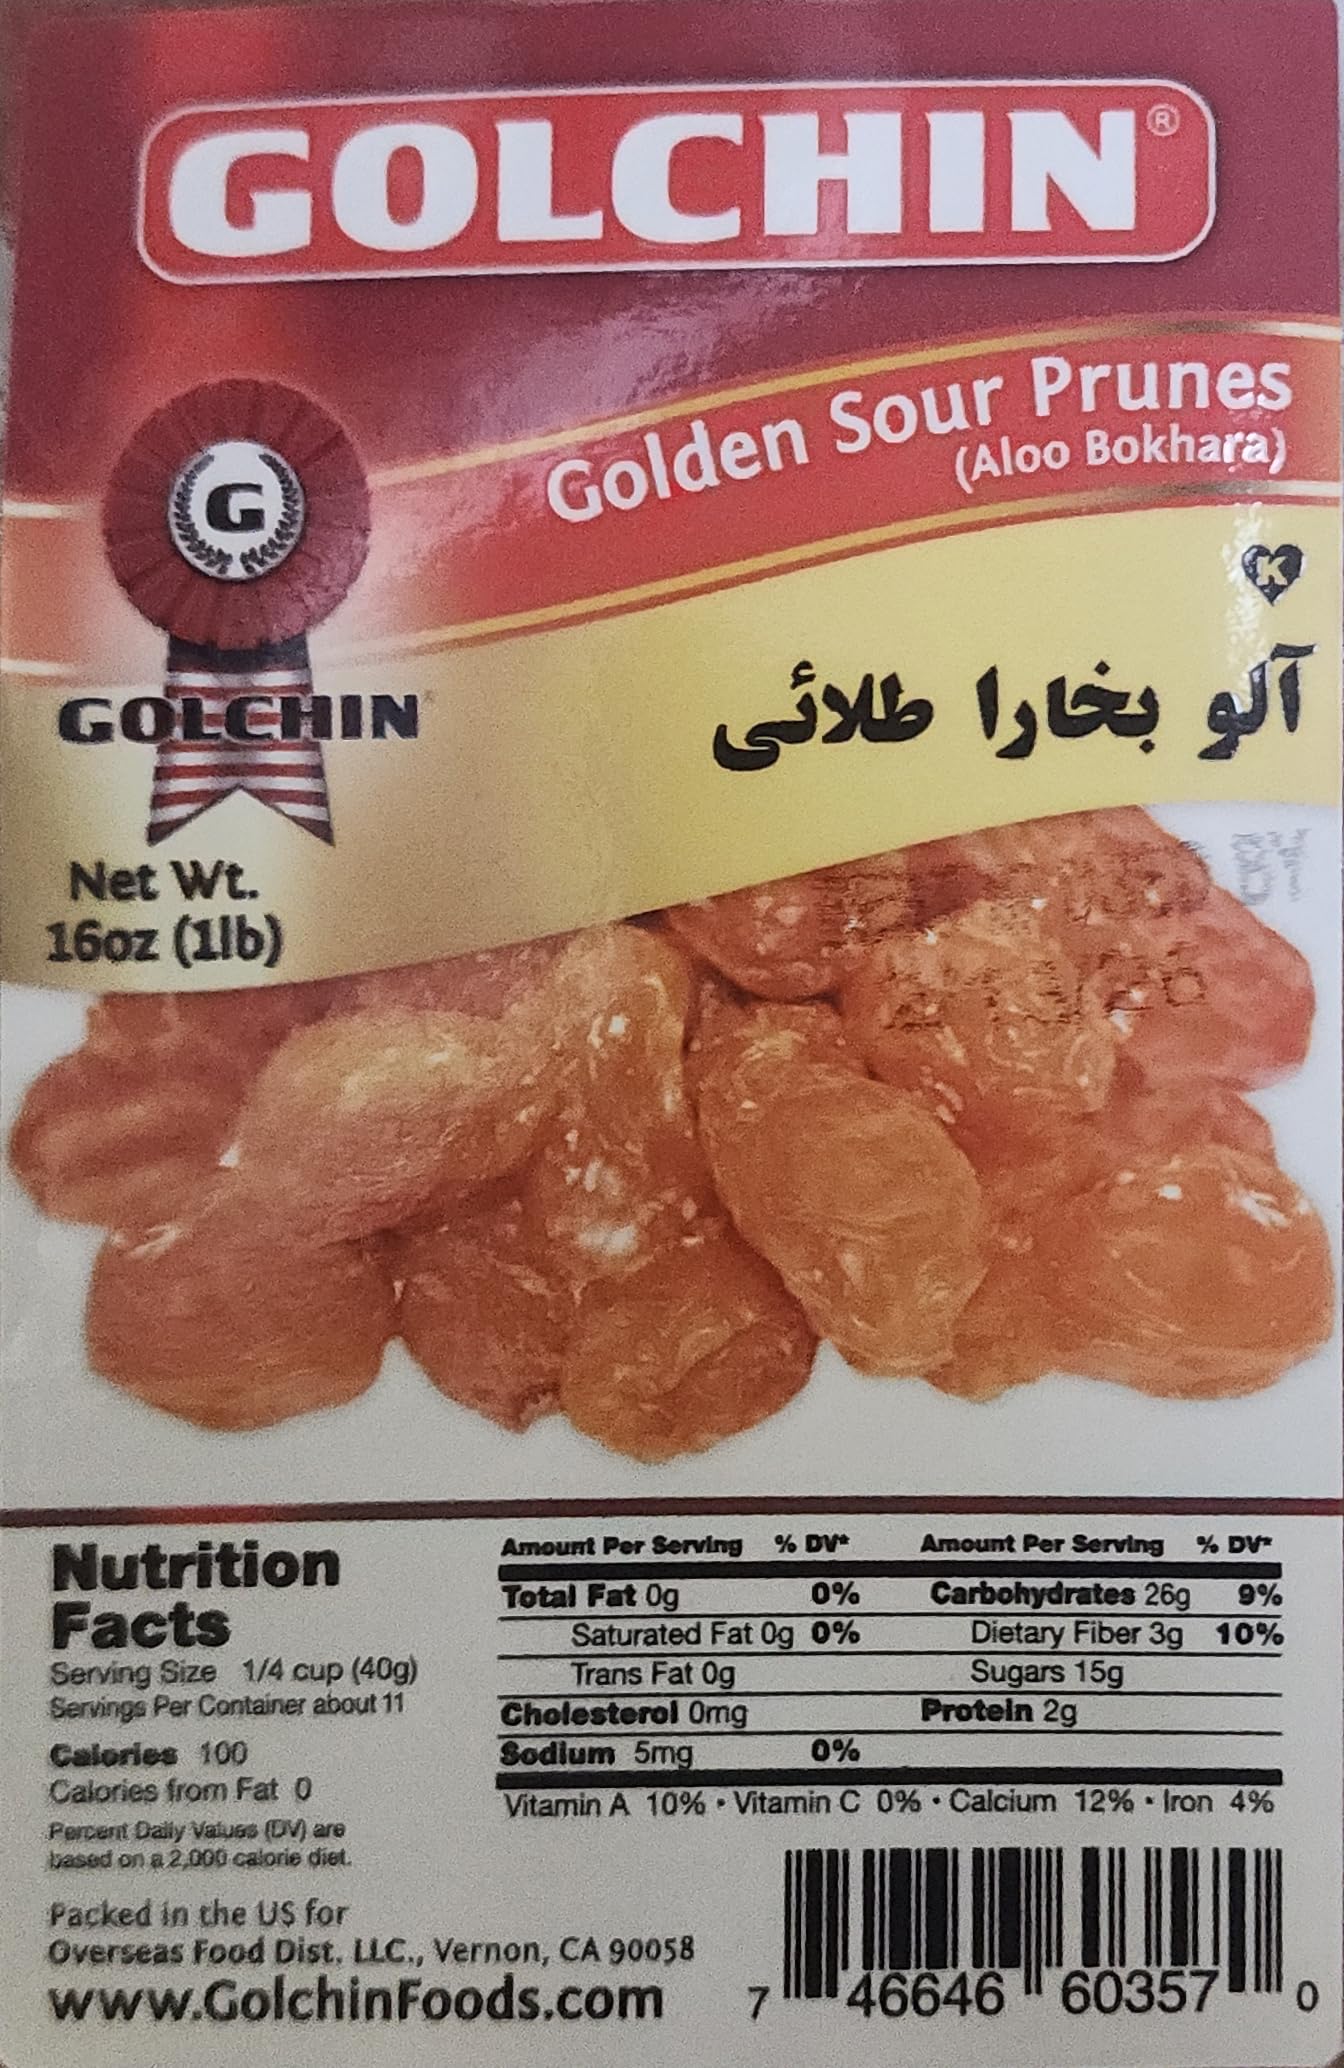 GOLCHIN®
Golden Sour Prunes
(Aloo Bokhara)
G
K
GOLCHIN
آلو بخارا طلائی
Net Wt.
16oz (1lb)
Nutrition
Facts
Serving Size 1/4 cup (40g)
Servings Per Container about 11
Calories 100
Calories from Fat 0
Percent Daily Values (DV) are
based on a 2,000 calorie diet.
Amount Per Serving % DV* Amount Per Serving % DV*
Total Fat 0g 0% Carbohydrates 26g 9%
Saturated Fat 0g 0% Dietary Fiber 3g 10%
Trans Fat 0g Sugars 15g
Cholesterol 0mg Protein 2g
Sodium 5mg 0%
Vitamin A 10% • Vitamin C 0% • Calcium 12% • Iron 4%
Packed in the US for
Overseas Food Dist. LLC., Vernon, CA 90058
www.GolchinFoods.com
7 46646 60357 0